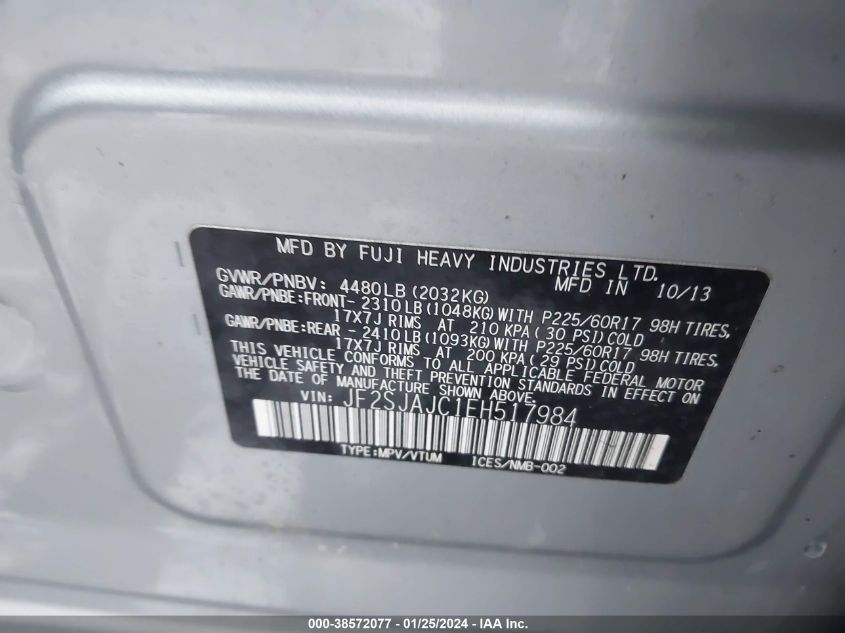 MFD BY FUJI HEAVY INDUSTRIES LTD.
GVWR/PNBV: 4480LB(2032KG) MFD IN 10/13
GAWR/PNBE:FRONT- 2310LB(1048KG)WITH P225/60R17 98H TIRES,
17X7J RIMS AT 210 KPA( 30 PSI)COLD
GAWR/PNBE:REAR - 2410LB(1093KG)WITH P225/60R17 98H TIRES,
17X7J RIMS AT 200 KPA( 29 PSI)COLD
THIS VEHICLE CONFORMS TO ALL APPLICABLE FEDERAL MOTOR
VEHICLE SAFETY AND THEFT PREVENTION STANDARDS IN EFFECT ON
THE DATE OF MANUFACTURE SHOWN ABOVE.
VIN: JF2SJAJC1EH517984
TYPE:MPV/VTUM ICES/NMB-002
000-38572077 - 01/25/2024 - IAA Inc.